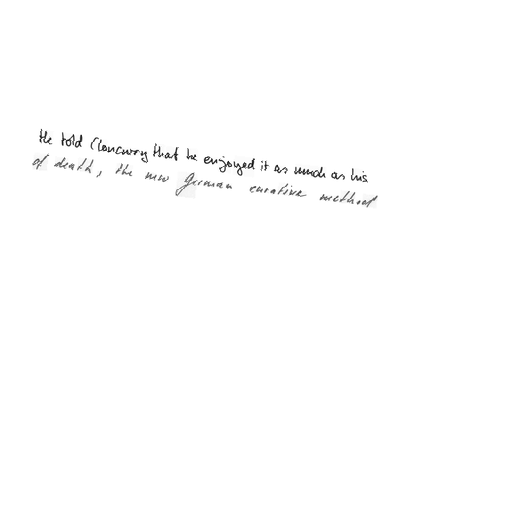 He told Cloncurry that he enjoyed it as much as his
of death, the new German curative method